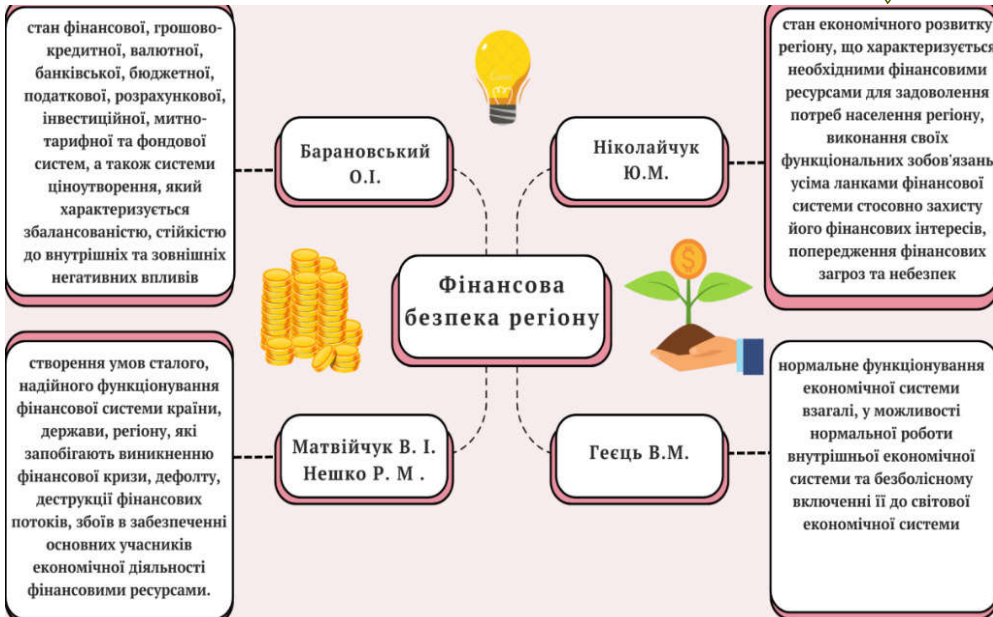 стан фінансової, грошово-
кредитної, валютної,
банківської, бюджетної,
податкової, розрахункової,
інвестиційної, митно-
тарифної та фондової
систем, а також системи
ціноутворення, який
характеризується
збалансованістю, стійкістю
до внутрішніх та зовнішніх
негативних впливів
Барановський
О.І.
Ніколайчук
Ю.М.
стан економічного розвитку
регіону, що характеризується
необхідними фінансовими
ресурсами для задоволення
потреб населення регіону,
виконання своїх
функціональних зобов'язань
усіма ланками фінансової
системи стосовно захисту
його фінансових інтересів,
попередження фінансових
загроз та небезпек
Фінансова
безпека регіону
створення умов сталого,
надійного функціонування
фінансової системи країни,
держави, регіону, які
запобігають виникненню
фінансової кризи, дефолту,
деструкції фінансових
потоків, збоїв в забезпеченні
основних учасників
економічної діяльності
фінансовими ресурсами.
Матвійчук В. І.
Нешко Р. М .
Геєць В.М.
нормальне функціонування
економічної системи
взагалі, у можливості
нормальної роботи
внутрішньої економічної
системи та безболісному
включенні її до світової
економічної системи